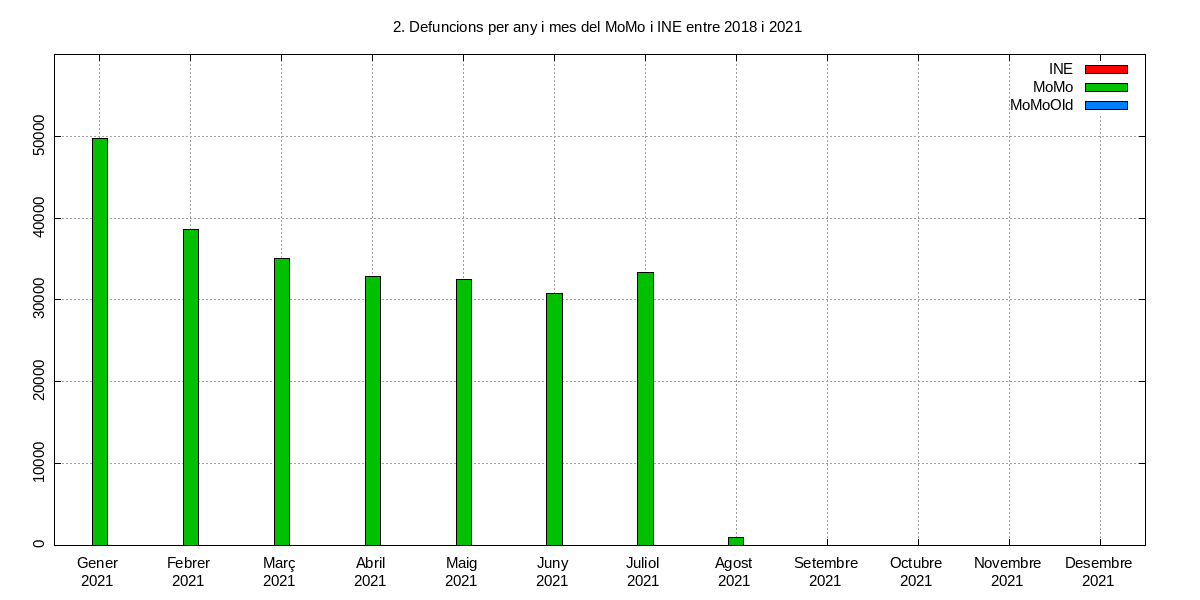 2. Defuncions per any i mes del MoMo i INE entre 2018 i 2021
INE
MoMo
MoMoOld
50000
40000
30000
20000
10000
0
Gener Febrer Març Abril Maig Juny Juliol Agost Setembre Octubre Novembre Desembre
2021 2021 2021 2021 2021 2021 2021 2021 2021 2021 2021 2021